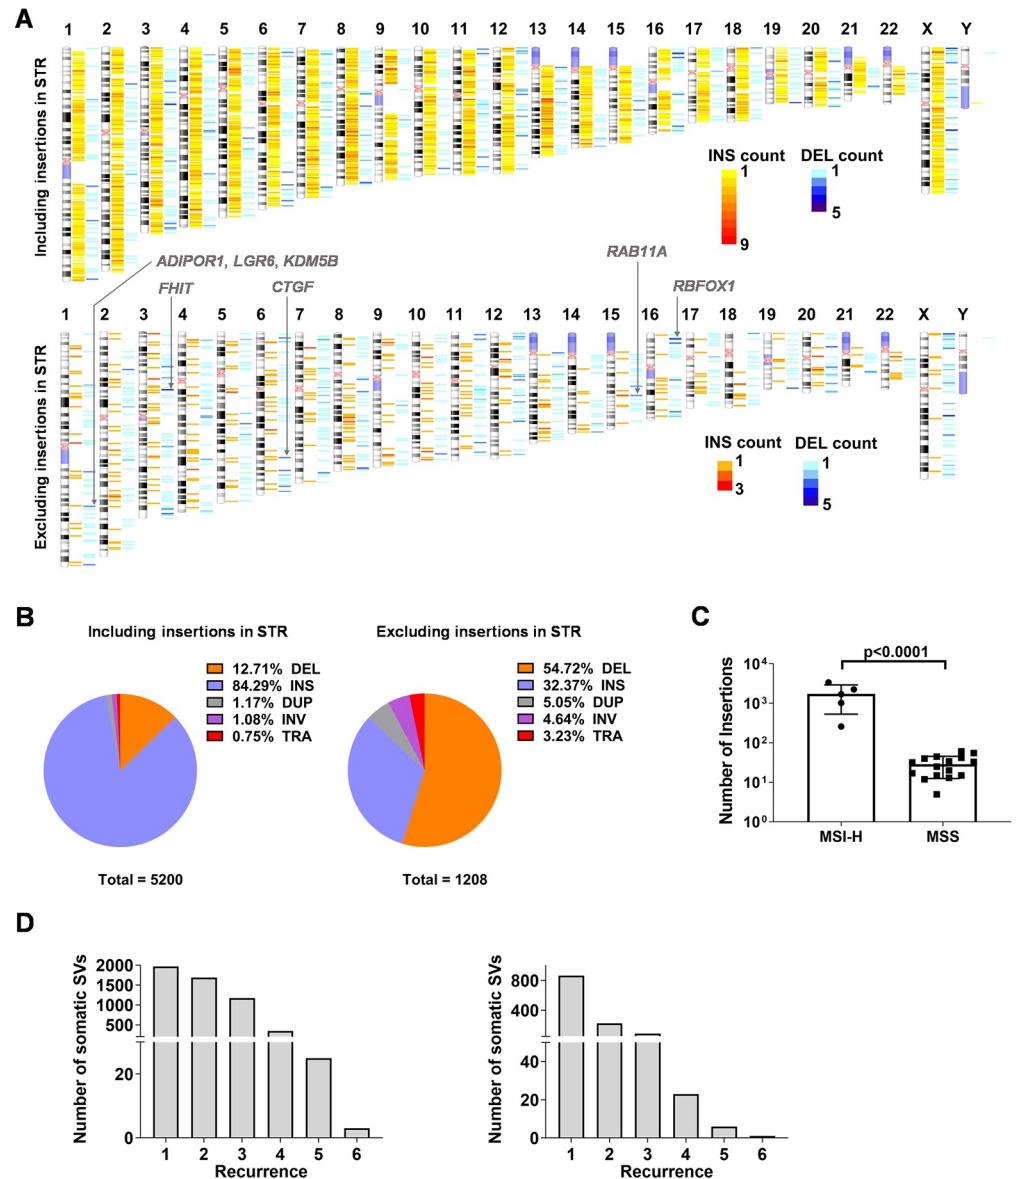 A
1 2 3 4 5 6 7 8 9 10 11 12 13 14 15 16 17 18 19 20 21 22 X Y
Including insertions in STR
INS count
1
9
DEL count
1
5
ADIPOR1, LGR6, KDM5B
FHIT
CTGF
RAB11A
RBFOX1
1 2 3 4 5 6 7 8 9 10 11 12 13 14 15 16 17 18 19 20 21 22 X Y
Excluding insertions in STR
INS count
1
3
DEL count
1
5
B
Including insertions in STR
12.71% DEL
84.29% INS
1.17% DUP
1.08% INV
0.75% TRA
Total = 5200
Excluding insertions in STR
54.72% DEL
32.37% INS
5.05% DUP
4.64% INV
3.23% TRA
Total = 1208
C
p<0.0001
Number of Insertions
10⁴
10³
10²
10¹
10⁰
MSI-H MSS
D
Number of somatic SVs
2000
1500
1000
500
20
0
1 2 3 4 5 6
Recurrence
Number of somatic SVs
800
400
40
20
0
1 2 3 4 5 6
Recurrence